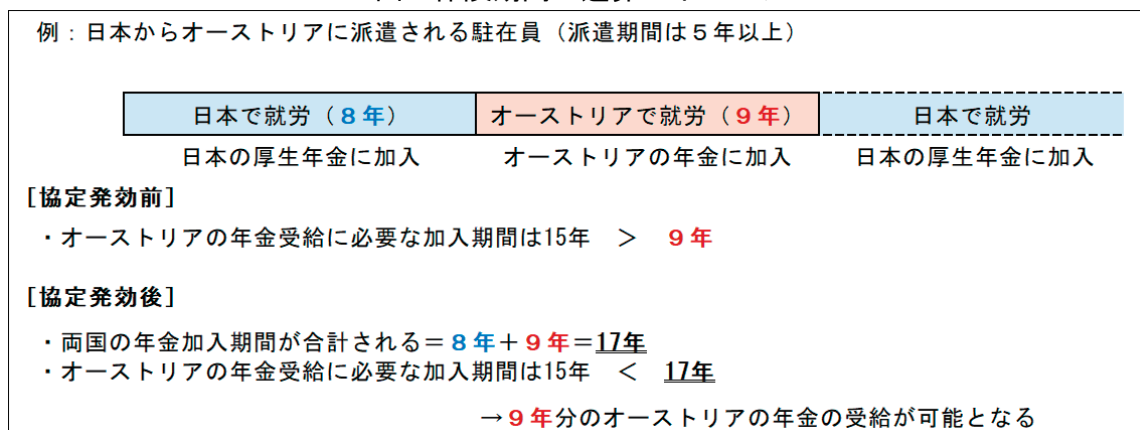 例：日本からオーストリアに派遣される駐在員（派遣期間は５年以上）
日本で就労（８年） オーストリアで就労（９年） 日本で就労
日本の厚生年金に加入 オーストリアの年金に加入 日本の厚生年金に加入
[協定発効前]
・オーストリアの年金受給に必要な加入期間は15年 ＞ ９年
[協定発効後]
・両国の年金加入期間が合計される＝８年＋９年＝17年
・オーストリアの年金受給に必要な加入期間は15年 ＜ 17年
→９年分のオーストリアの年金の受給が可能となる